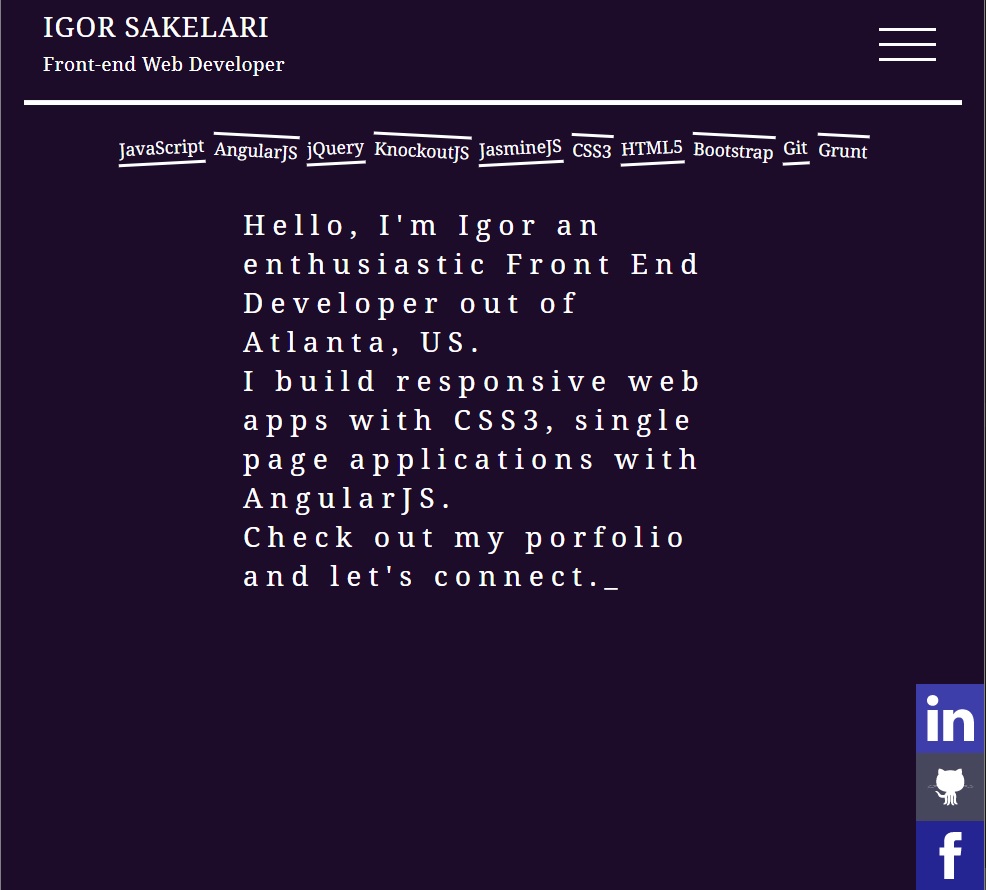 IGOR SAKELARI
Front-end Web Developer
JavaScript AngularJS jQuery KnockoutJS JasmineJS CSS3 HTML5 Bootstrap Git Grunt
Hello, I'm Igor an
enthusiastic Front End
Developer out of
Atlanta, US.
I build responsive web
apps with CSS3, single
page applications with
AngularJS.
Check out my porfolio
and let's connect._
in
f